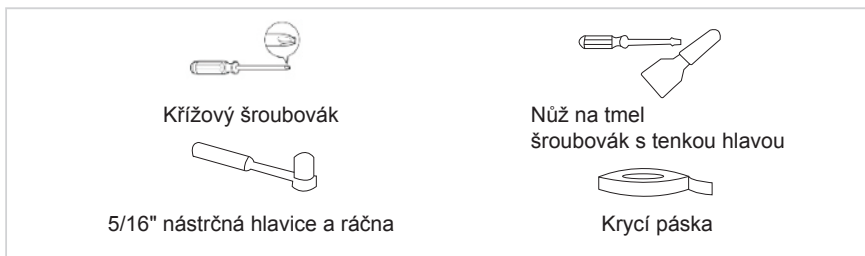 Křížový šroubovák
Nůž na tmel
šroubovák s tenkou hlavou
5/16" nástrčná hlavice a ráčna
Krycí páska